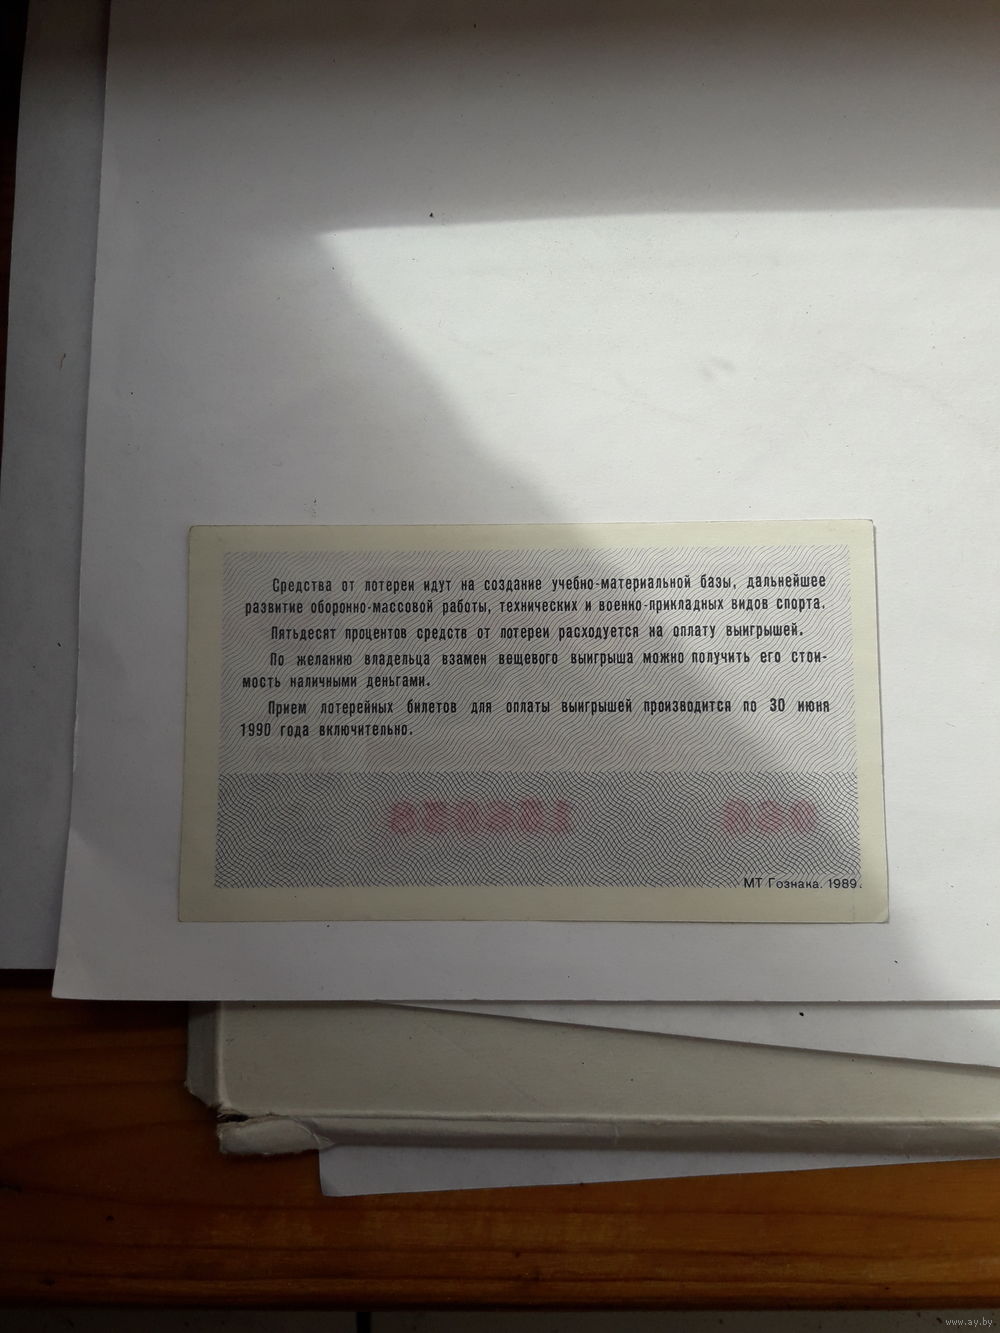 Средства от лотереи идут на создание учебно-материальной базы, дальнейшее
развитие оборонно-массовой работы, технических и военно-прикладных видов спорта.
Пятьдесят процентов средств от лотереи расходуется на оплату выигрышей.
По желанию владельца взамен вещевого выигрыша можно получить его стои-
мость наличными деньгами.
Прием лотерейных билетов для оплаты выигрышей производится по 30 июня
1990 года включительно.
МТ Гознака. 1989.
www.ay.by